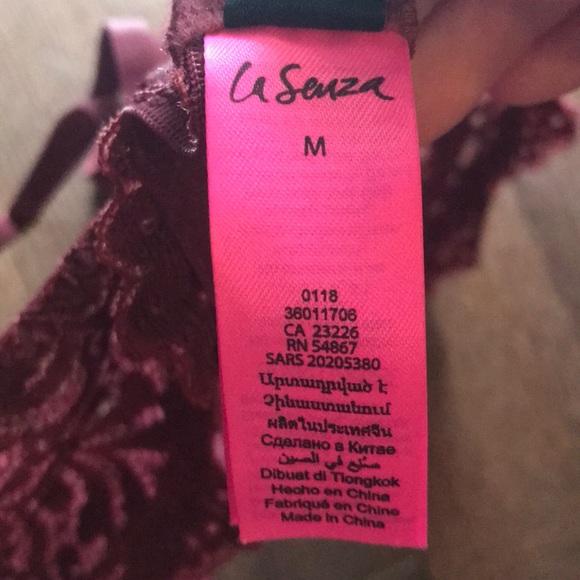 La Senza
M
0118
36011706
CA 23226
RN 54867
SARS 20205380
Արտադրված է
Չինաստանում
ผลิตในประเทศจีน
Сделано в Китае
صنع في الصين
Dibuat di Tiongkok
Hecho en China
Fabriqué en Chine
Made in China